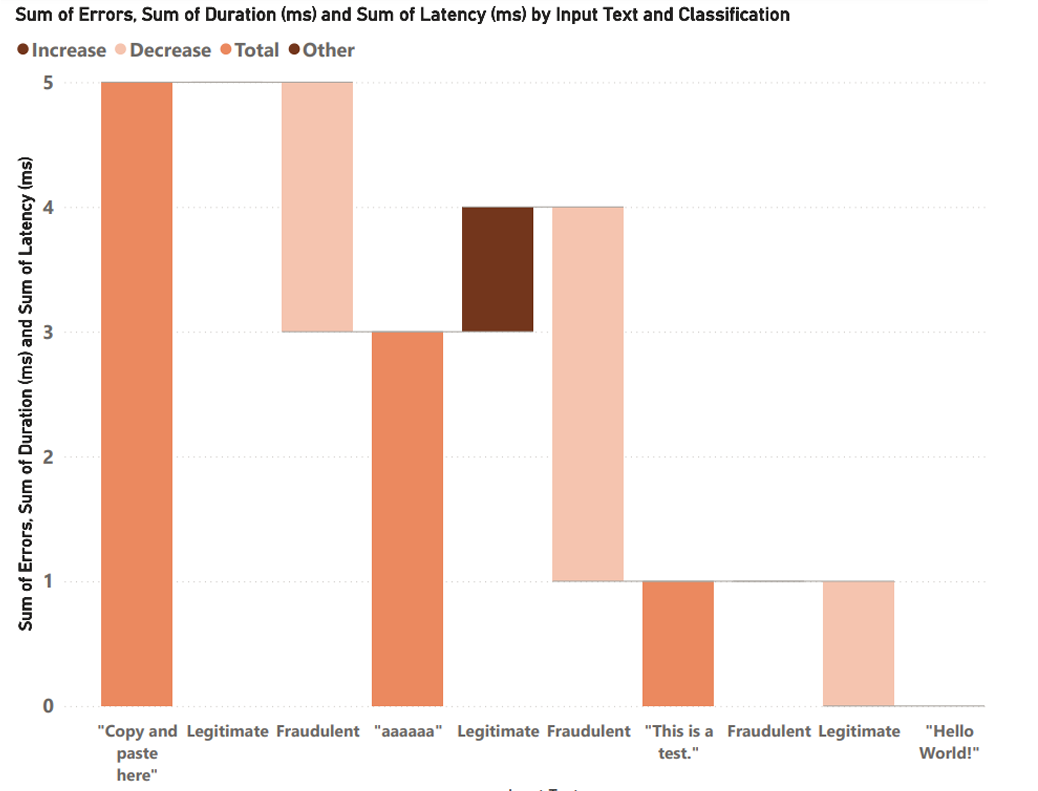 Sum of Errors, Sum of Duration (ms) and Sum of Latency (ms) by Input Text and Classification
Increase Decrease Total Other
Sum of Errors, Sum of Duration (ms) and Sum of Latency (ms)
5
4
3
2
1
0
"Copy and paste here" Legitimate Fraudulent "aaaaaa" Legitimate Fraudulent "This is a test." Fraudulent Legitimate "Hello World!"